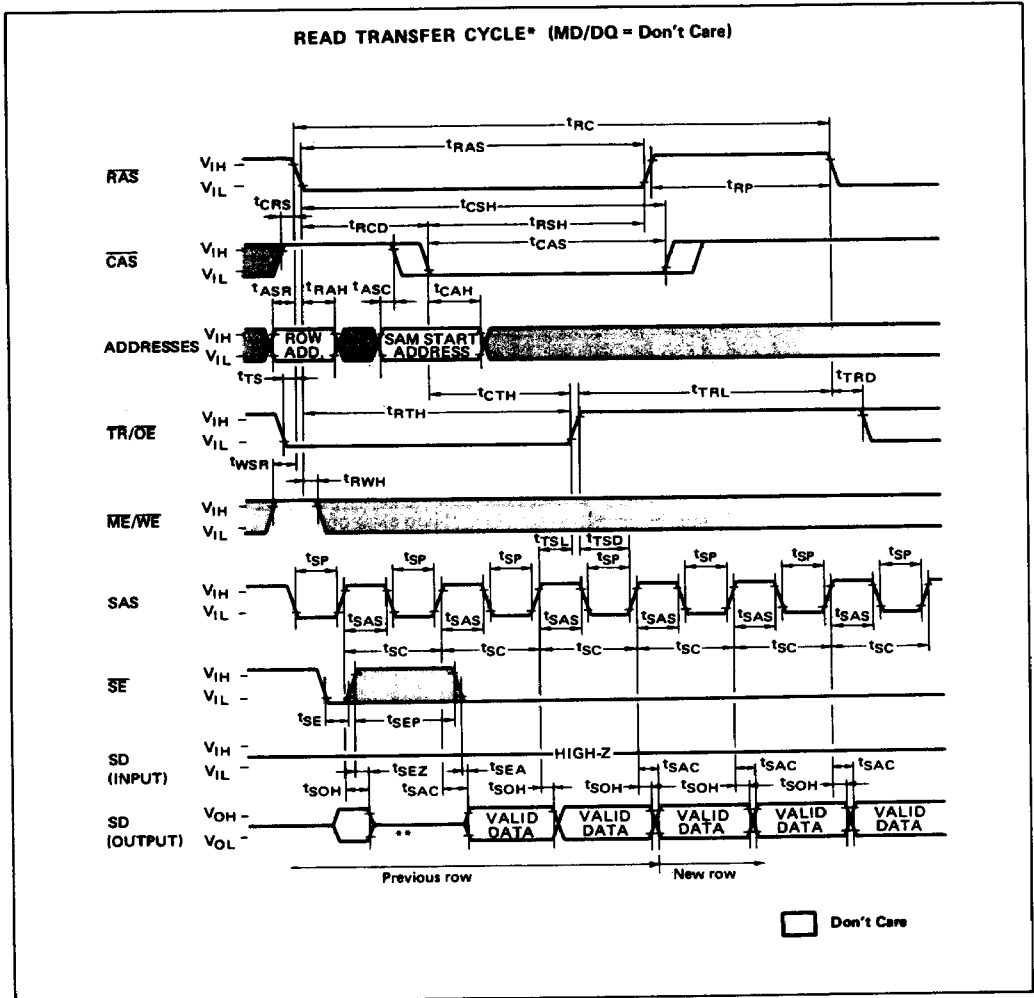 READ TRANSFER CYCLE* (MD/DQ = Don't Care)
tRC
tRAS
RAS
VIH
VIL
tRP
tCRS
tCSH
tRCD
tRSH
CAS
VIH
VIL
tCAS
tASR
tRAH
tASC
tCAH
ADDRESSES
VIH
VIL
ROW ADD.
SAM START ADDRESS
tTS
tCTH
tTRL
tTRD
tRTH
TR/OE
VIH
VIL
tWSR
tRWH
ME/WE
VIH
VIL
tTSL
tTSD
tSP
tSP
tSP
tSP
tSP
tSP
tSP
SAS
VIH
VIL
tSAS
tSAS
tSAS
tSAS
tSAS
tSAS
tSC
tSC
tSC
tSC
tSC
tSC
SE
VIH
VIL
tSE
tSEP
SD (INPUT)
VIH
VIL
HIGH-Z
tSEZ
tSEA
tSAC
tSAC
tSAC
tSOH
tSAC
tSOH
tSOH
tSOH
tSOH
SD (OUTPUT)
VOH
VOL
**
VALID DATA
VALID DATA
VALID DATA
VALID DATA
VALID DATA
Previous row
New row
Don't Care